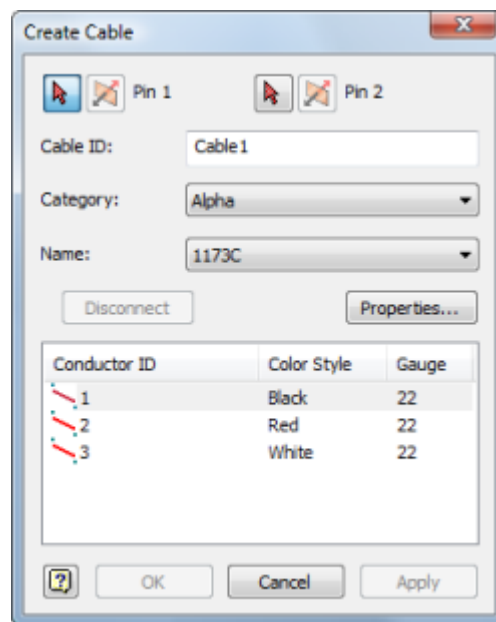 Create Cable
Pin 1 Pin 2
Cable ID: Cable1
Category: Alpha
Name: 1173C
Disconnect Properties...
Conductor ID Color Style Gauge
1 Black 22
2 Red 22
3 White 22
? OK Cancel Apply